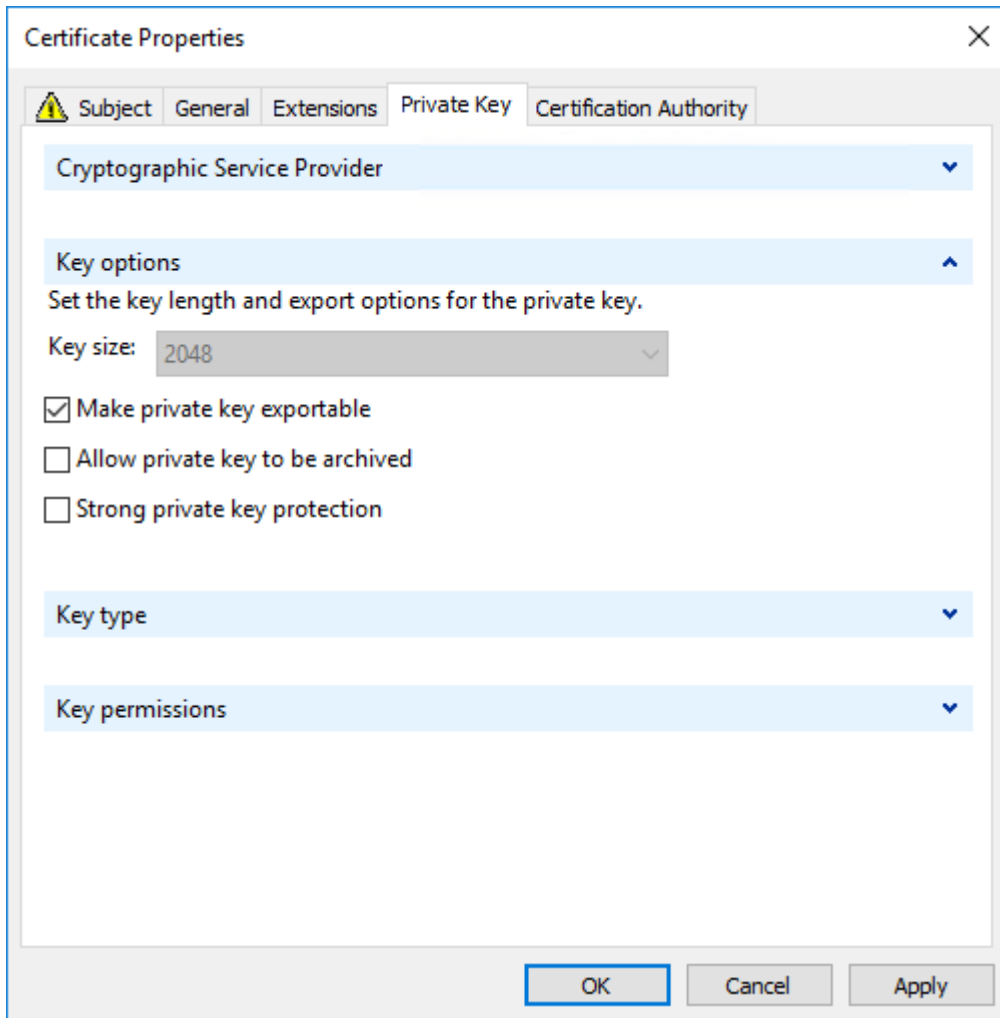 Certificate Properties
Subject General Extensions Private Key Certification Authority
Cryptographic Service Provider
Key options
Set the key length and export options for the private key.
Key size: 2048
Make private key exportable
Allow private key to be archived
Strong private key protection
Key type
Key permissions
OK Cancel Apply